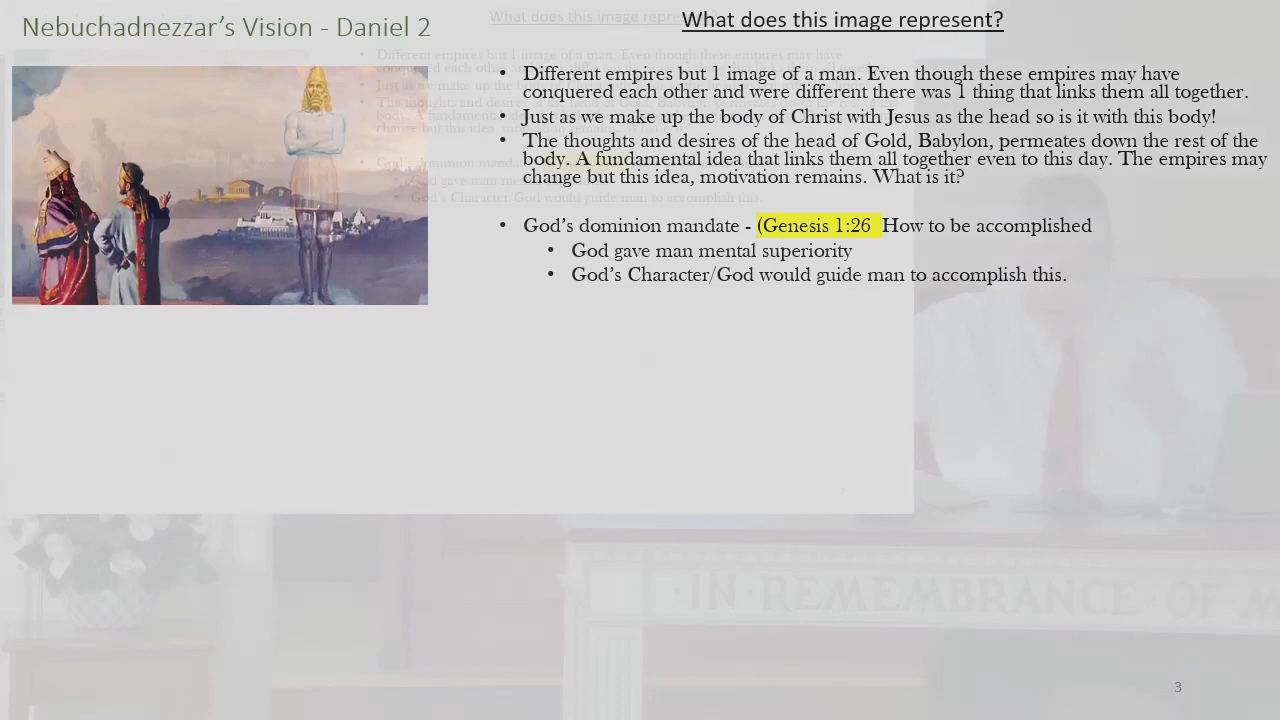 Nebuchadnezzar’s Vision - Daniel 2
What does this image represent?
• Different empires but 1 image of a man. Even though these empires may have
conquered each other and were different there was 1 thing that links them all together.
• Just as we make up the body of Christ with Jesus as the head so is it with this body!
• The thoughts and desires of the head of Gold, Babylon, permeates down the rest of the
body. A fundamental idea that links them all together even to this day. The empires may
change but this idea, motivation remains. What is it?
• God’s dominion mandate - (Genesis 1:26 How to be accomplished
• God gave man mental superiority
• God’s Character/God would guide man to accomplish this.
IN REMEMBRANCE OF M
3